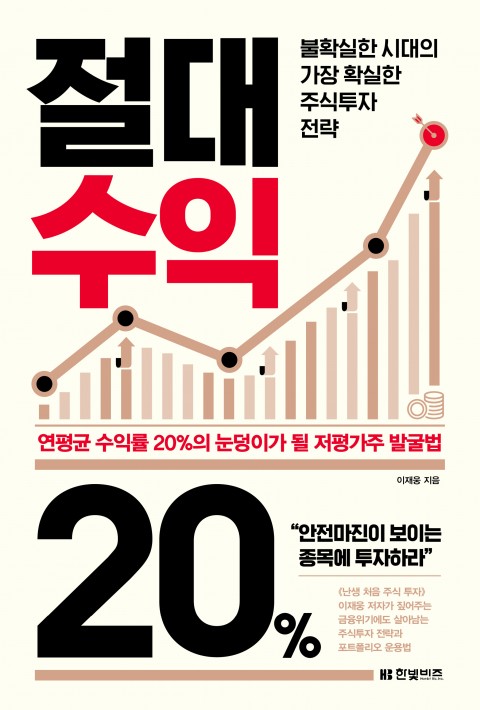 절대
수익
불확실한 시대의
가장 확실한
주식투자
전략
연평균 수익률 20%의 눈덩이가 될 저평가주 발굴법
이재웅 지음
20%
“안전마진이 보이는
종목에 투자하라”
《난생 처음 주식 투자》
이재웅 저자가 짚어주는
금융위기에도 살아남는
주식투자 전략과
포트폴리오 운용법
HB 한빛비즈